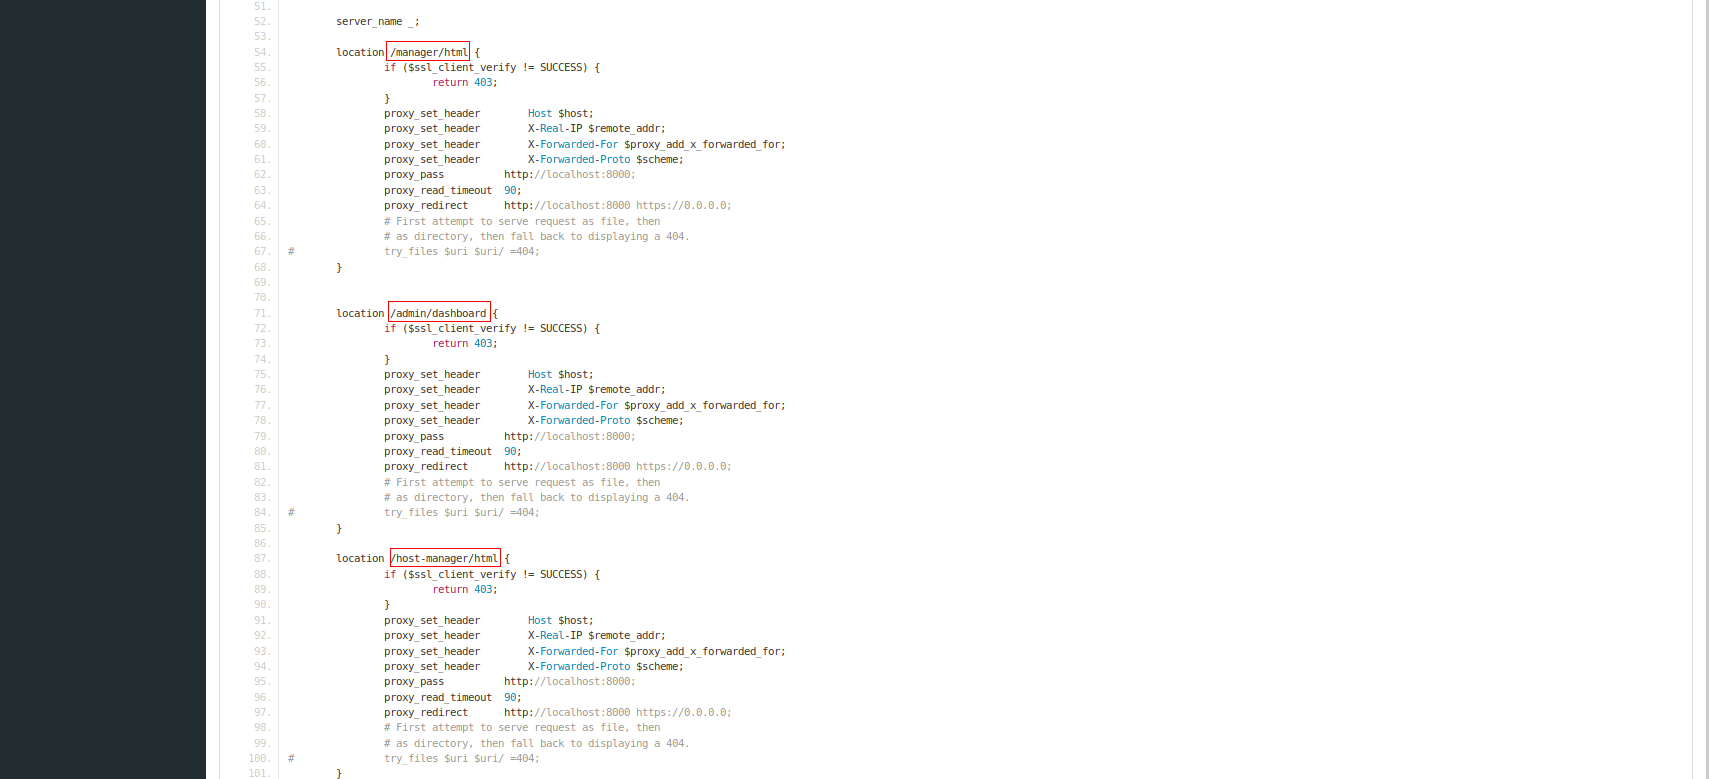 51.
52.         server_name _;
53.
54.         location /manager/html {
55.                 if ($ssl_client_verify != SUCCESS) {
56.                         return 403;
57.                 }
58.                 proxy_set_header        Host $host;
59.                 proxy_set_header        X-Real-IP $remote_addr;
60.                 proxy_set_header        X-Forwarded-For $proxy_add_x_forwarded_for;
61.                 proxy_set_header        X-Forwarded-Proto $scheme;
62.                 proxy_pass          http://localhost:8000;
63.                 proxy_read_timeout  90;
64.                 proxy_redirect      http://localhost:8000 https://0.0.0.0;
65.                 # First attempt to serve request as file, then
66.                 # as directory, then fall back to displaying a 404.
67. #               try_files $uri $uri/ =404;
68.         }
69.
70.
71.         location /admin/dashboard {
72.                 if ($ssl_client_verify != SUCCESS) {
73.                         return 403;
74.                 }
75.                 proxy_set_header        Host $host;
76.                 proxy_set_header        X-Real-IP $remote_addr;
77.                 proxy_set_header        X-Forwarded-For $proxy_add_x_forwarded_for;
78.                 proxy_set_header        X-Forwarded-Proto $scheme;
79.                 proxy_pass          http://localhost:8000;
80.                 proxy_read_timeout  90;
81.                 proxy_redirect      http://localhost:8000 https://0.0.0.0;
82.                 # First attempt to serve request as file, then
83.                 # as directory, then fall back to displaying a 404.
84. #               try_files $uri $uri/ =404;
85.         }
86.
87.         location /host-manager/html {
88.                 if ($ssl_client_verify != SUCCESS) {
89.                         return 403;
90.                 }
91.                 proxy_set_header        Host $host;
92.                 proxy_set_header        X-Real-IP $remote_addr;
93.                 proxy_set_header        X-Forwarded-For $proxy_add_x_forwarded_for;
94.                 proxy_set_header        X-Forwarded-Proto $scheme;
95.                 proxy_pass          http://localhost:8000;
96.                 proxy_read_timeout  90;
97.                 proxy_redirect      http://localhost:8000 https://0.0.0.0;
98.                 # First attempt to serve request as file, then
99.                 # as directory, then fall back to displaying a 404.
100. #               try_files $uri $uri/ =404;
101.         }